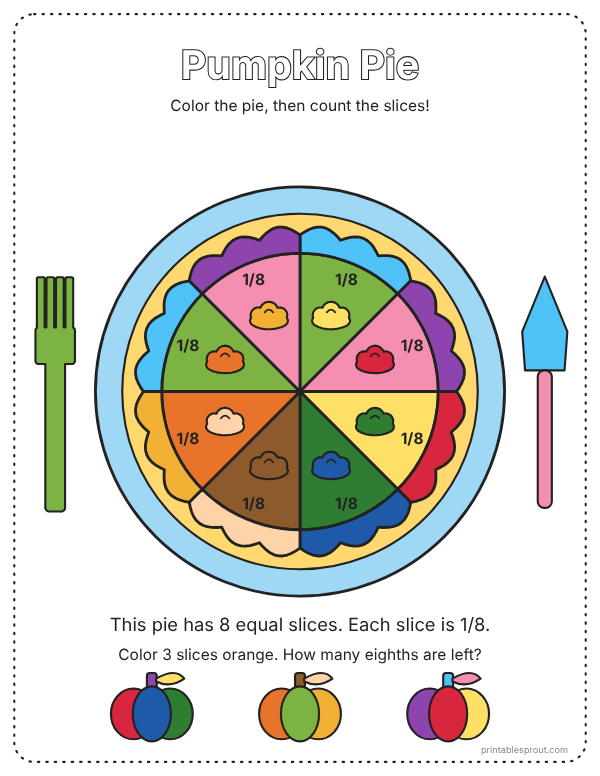 Pumpkin Pie
Color the pie, then count the slices!
1/8 1/8
1/8 1/8
1/8 1/8
1/8 1/8
This pie has 8 equal slices. Each slice is 1/8.
Color 3 slices orange. How many eighths are left?
printablesprout.com